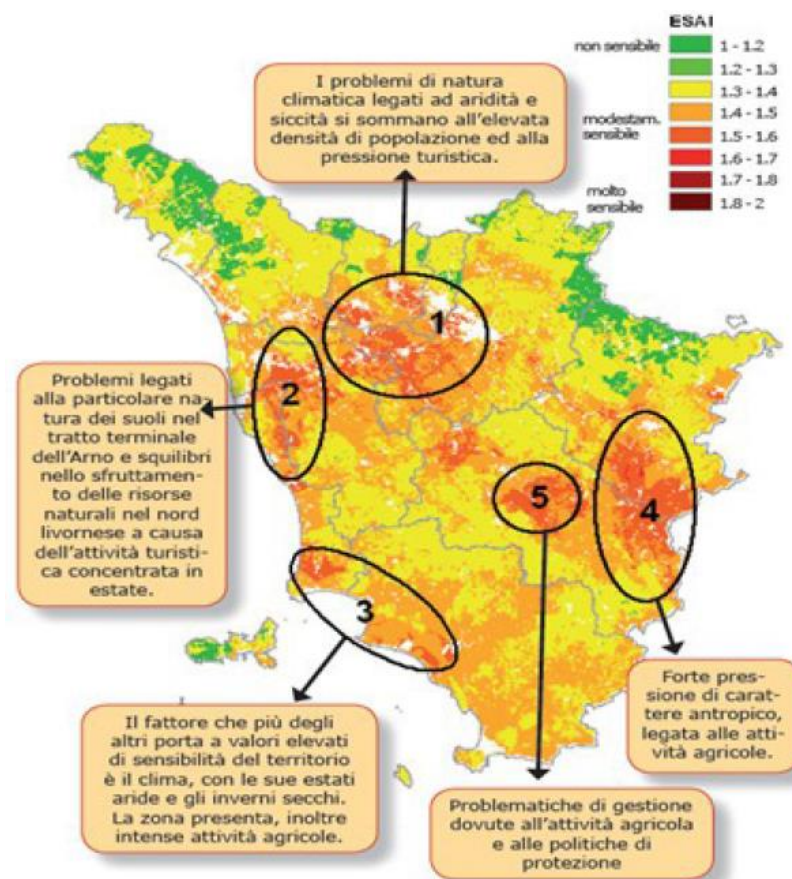 ESAI
non sensibile
1 - 1.2
1.2 - 1.3
1.3 - 1.4
modestam.
sensibile
1.4 - 1.5
1.5 - 1.6
1.6 - 1.7
molto
sensibile
1.7 - 1.8
1.8 - 2
I problemi di natura
climatica legati ad aridità e
siccità si sommano all'elevata
densità di popolazione ed alla
pressione turistica.
1
2
Problemi legati
alla particolare na-
tura dei suoli nel
tratto terminale
dell'Arno e squilibri
nello sfruttamen-
to delle risorse
naturali nel nord
livornese a causa
dell'attività turisti-
ca concentrata in
estate.
5
4
3
Il fattore che più degli
altri porta a valori elevati
di sensibilità del territorio
è il clima, con le sue estati
aride e gli inverni secchi.
La zona presenta, inoltre
intense attività agricole.
Forte pres-
sione di carat-
tere antropico,
legata alle atti-
vità agricole.
Problematiche di gestione
dovute all'attività agricola
e alle politiche di
protezione